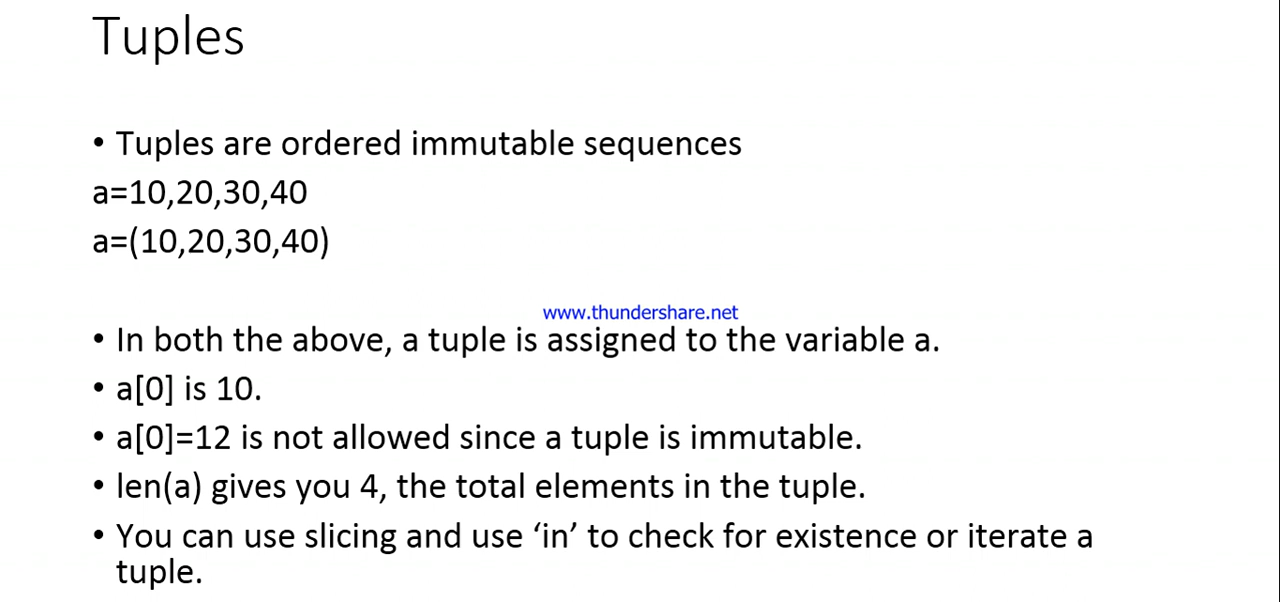 Tuples
• Tuples are ordered immutable sequences
a=10,20,30,40
a=(10,20,30,40)
www.thundershare.net
• In both the above, a tuple is assigned to the variable a.
• a[0] is 10.
• a[0]=12 is not allowed since a tuple is immutable.
• len(a) gives you 4, the total elements in the tuple.
• You can use slicing and use ‘in’ to check for existence or iterate a
tuple.